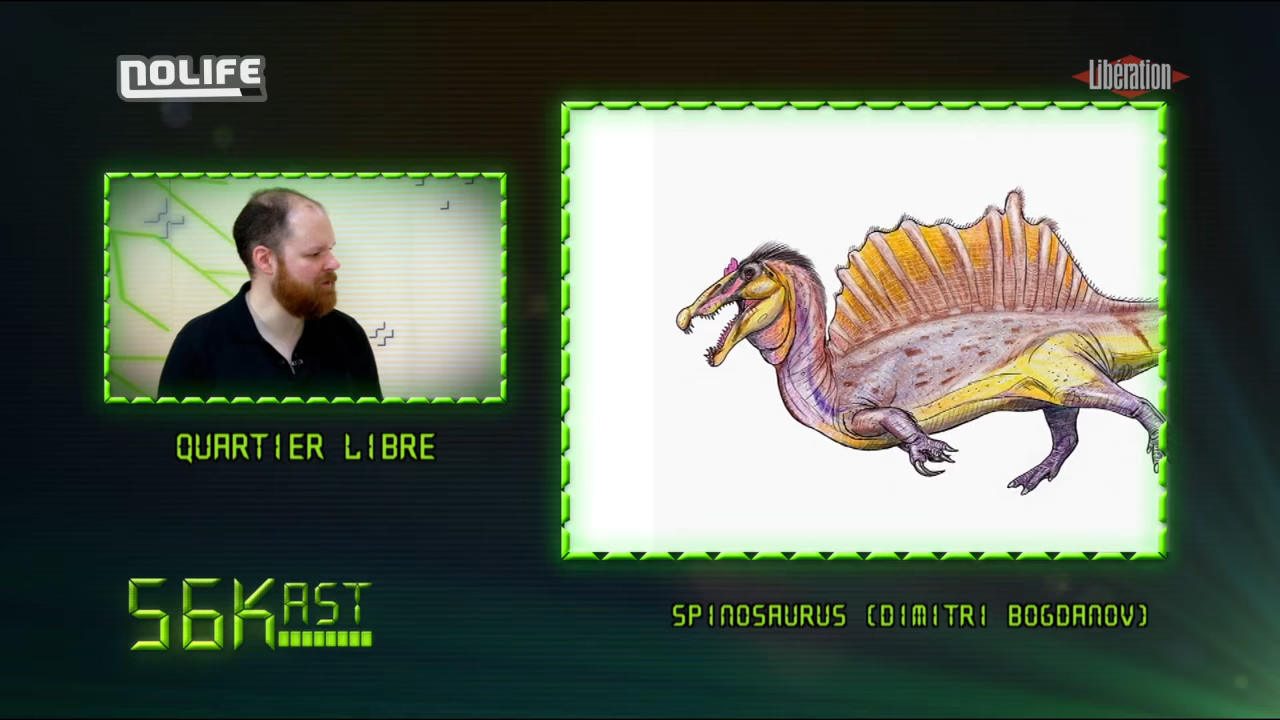 NOLIFE
Libération
QUARTIER LIBRE
56KAST
SPINOSAURUS (DIMITRI BOGDANOV)